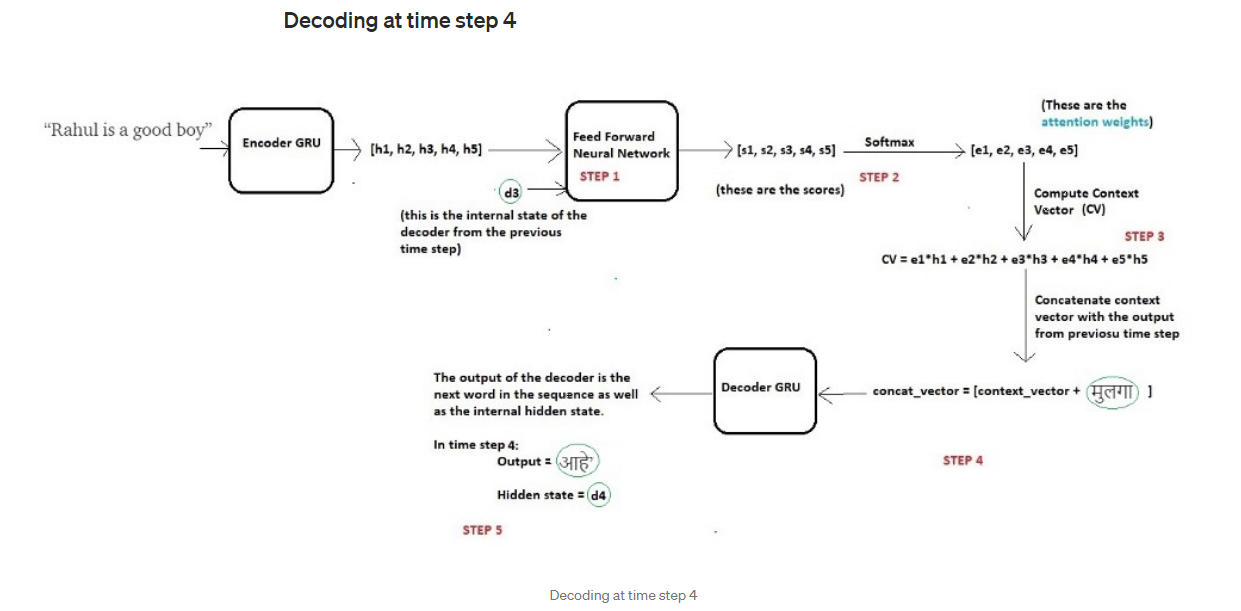 Decoding at time step 4
“Rahul is a good boy”
Encoder GRU
[h1, h2, h3, h4, h5]
d3
(this is the internal state of the
decoder from the previous
time step)
Feed Forward
Neural Network
STEP 1
[s1, s2, s3, s4, s5]
(these are the scores)
Softmax
STEP 2
(These are the
attention weights)
[e1, e2, e3, e4, e5]
Compute Context
Vector (CV)
STEP 3
CV = e1*h1 + e2*h2 + e3*h3 + e4*h4 + e5*h5
Concatenate context
vector with the output
from previosu time step
concat_vector = [context_vector + मुलगा ]
STEP 4
Decoder GRU
The output of the decoder is the
next word in the sequence as well
as the internal hidden state.
In time step 4:
Output = आहे’
Hidden state = d4
STEP 5
Decoding at time step 4